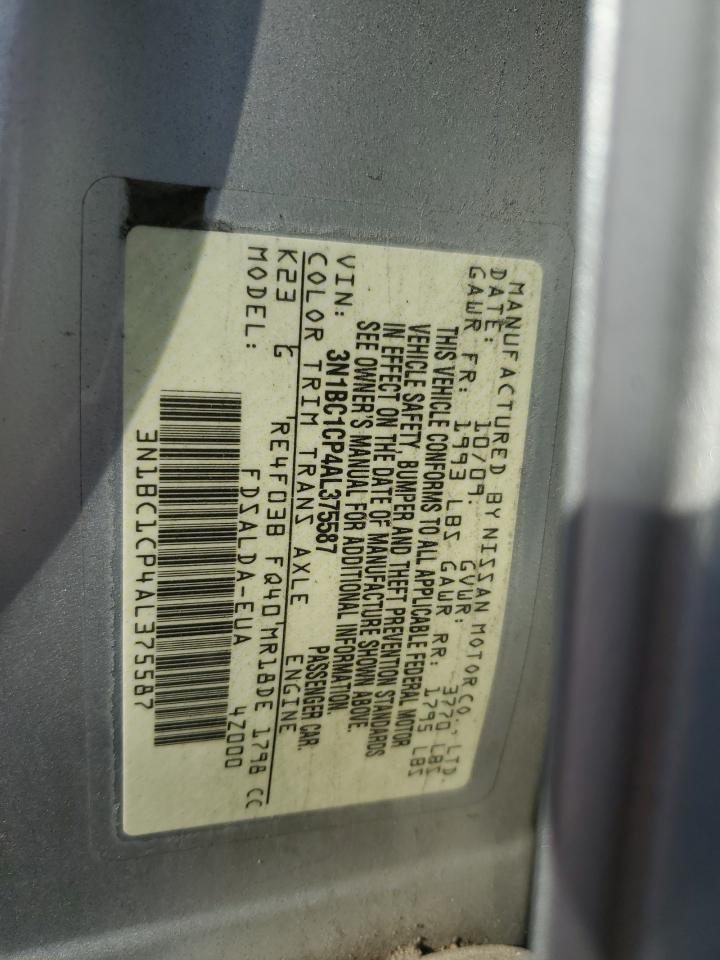 MANUFACTURED BY NISSAN MOTOR CO., LTD.
DATE: 10/09. GVWR: 3770 LBS
GAWR FR: 1993 LBS GAWR RR: 1795 LBS
THIS VEHICLE CONFORMS TO ALL APPLICABLE FEDERAL MOTOR
VEHICLE SAFETY, BUMPER AND THEFT PREVENTION STANDARDS
IN EFFECT ON THE DATE OF MANUFACTURE SHOWN ABOVE.
SEE OWNER'S MANUAL FOR ADDITIONAL INFORMATION.
VIN: 3N1BC1CP4AL375587 PASSENGER CAR
COLOR TRIM TRANS AXLE ENGINE
K23 G RE4F03B FQ40 MR18DE 1798 CC
MODEL: FDSALDA-EUA 4Z000
3N1BC1CP4AL375587